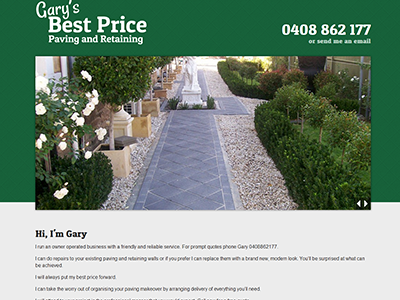 Gary's
Best Price
Paving and Retaining
0408 862 177
or send me an email
Hi, I'm Gary
I run an owner operated business with a friendly and reliable service. For prompt quotes phone Gary 0408862177.
I can do repairs to your existing paving and retaining walls or if you prefer I can replace them with a brand new, modern look. You'll be surprised at what can
be achieved.
I will always put my best price forward.
I can take the worry out of organising your paving makeover by arranging delivery of everything you'll need.